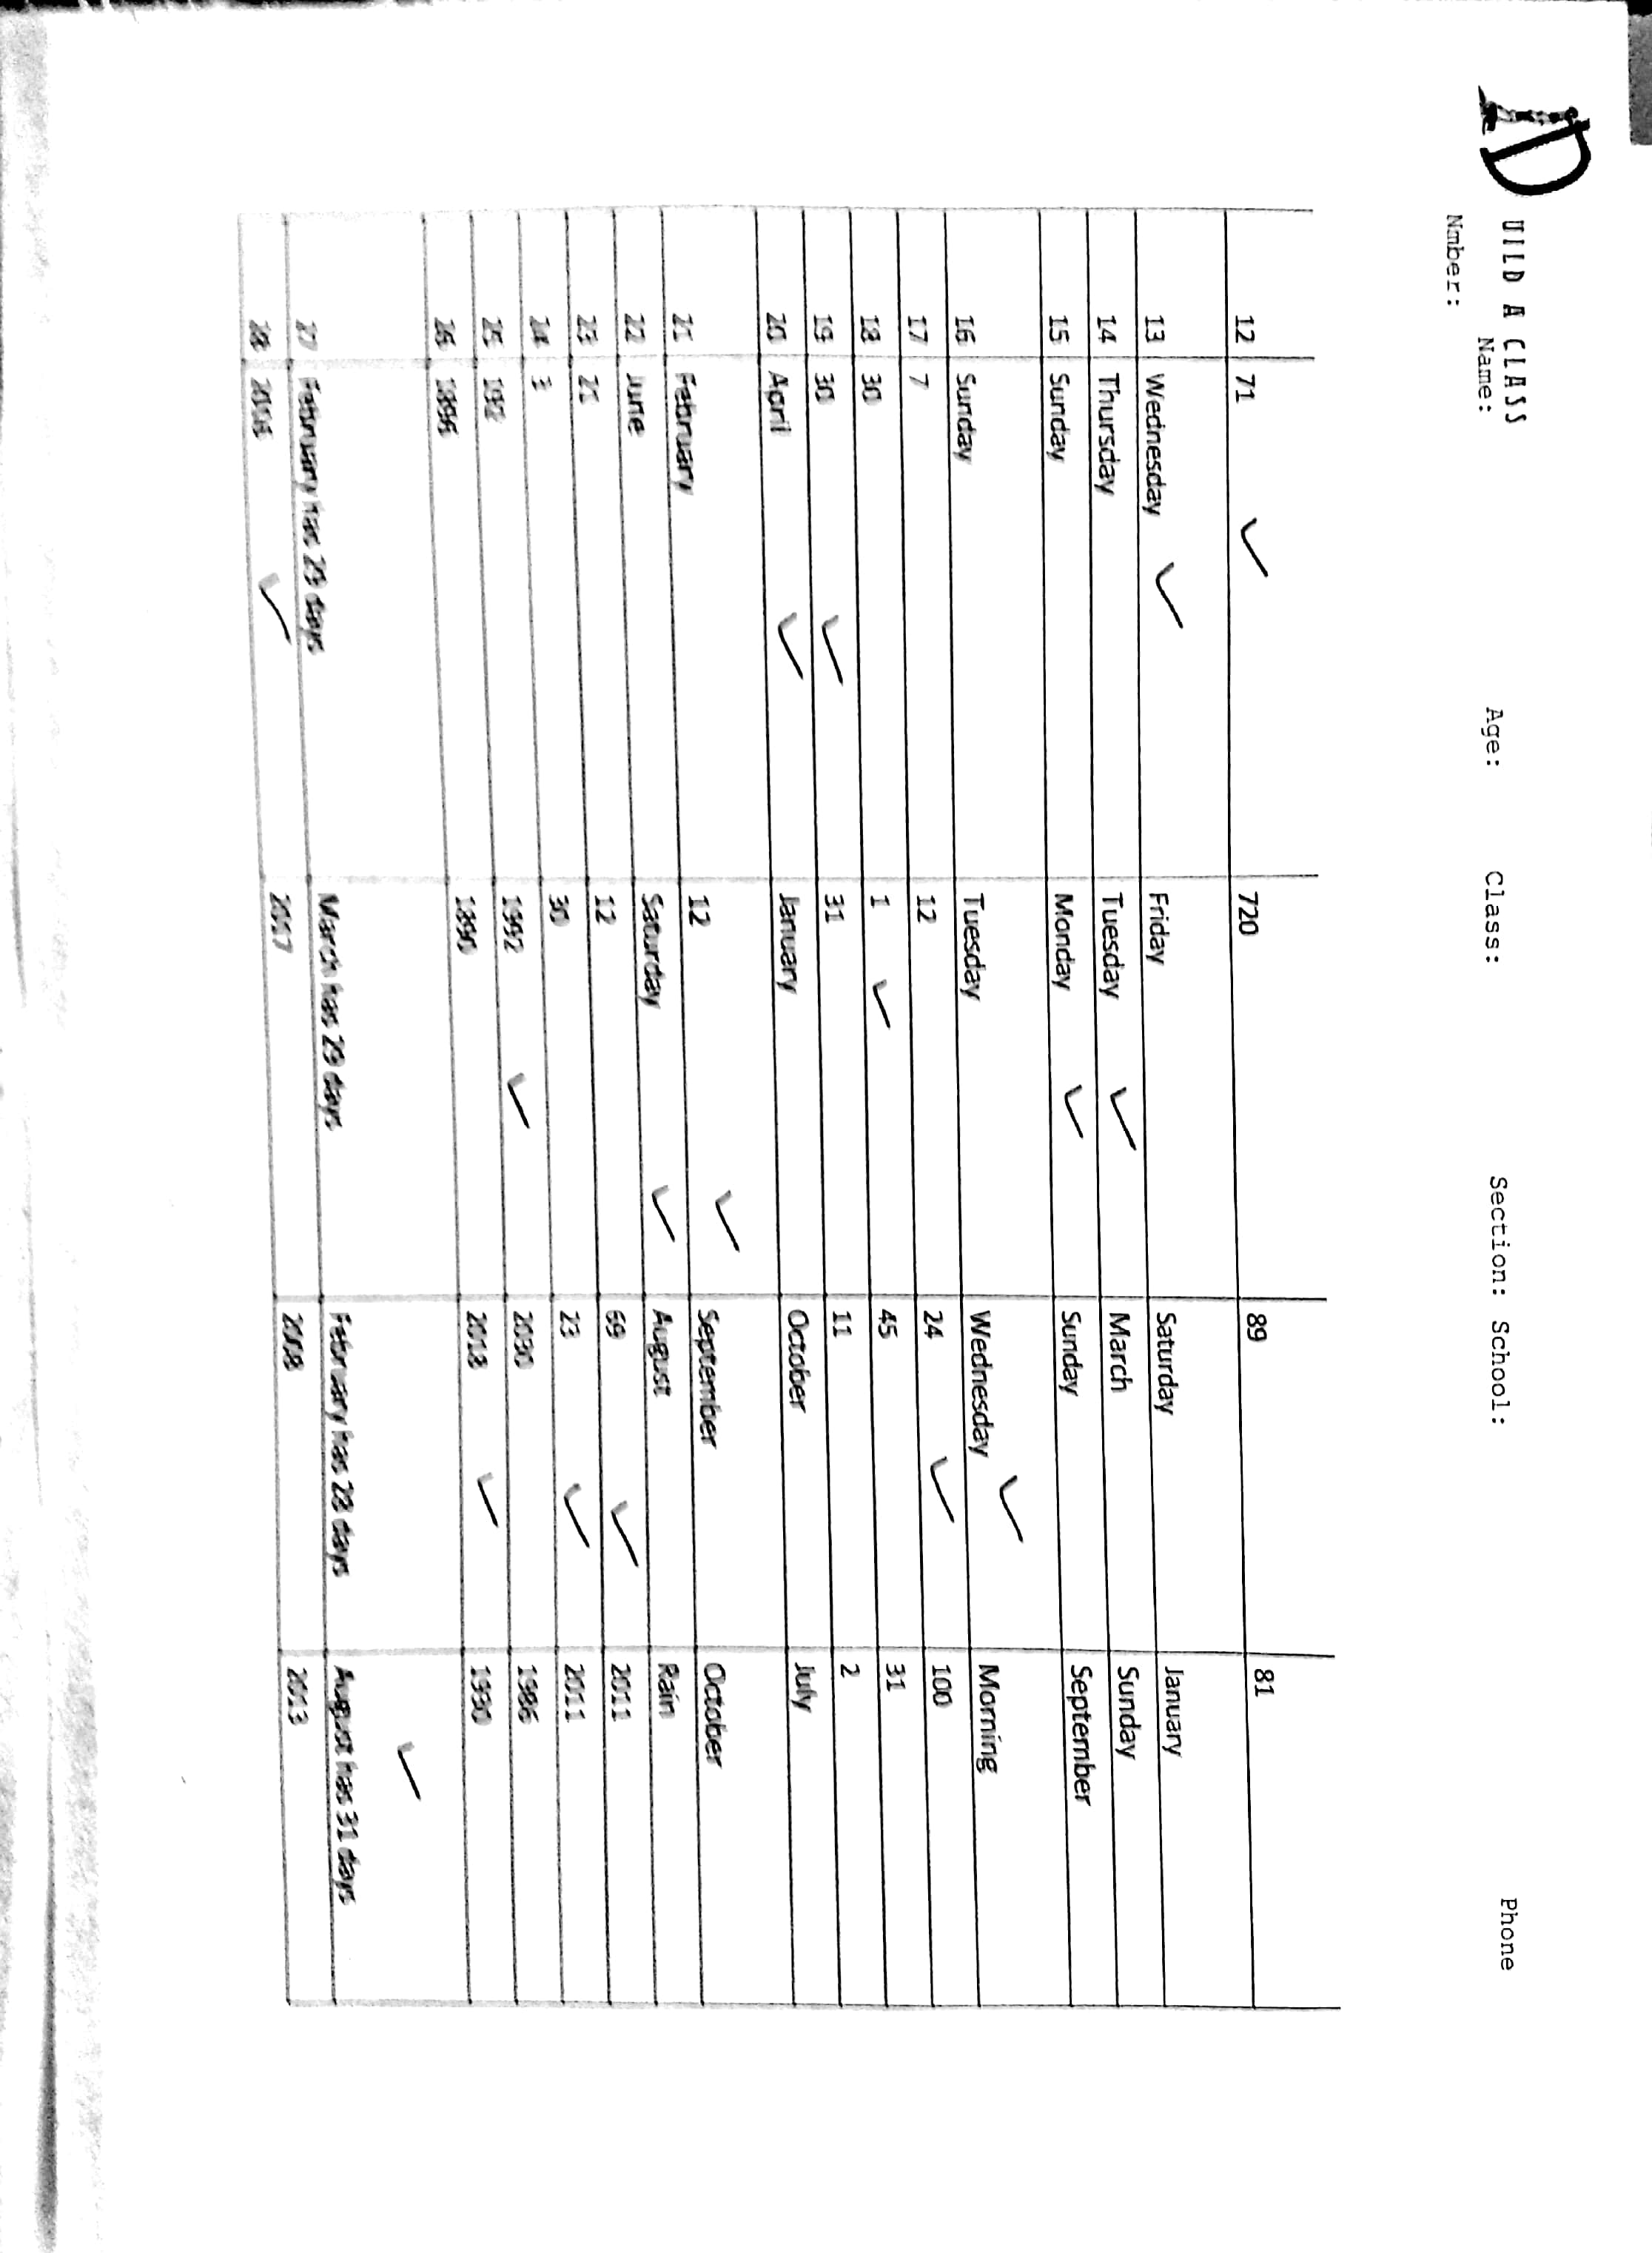 UILD A CLASS
Name: Age: Class: Section: School: Phone
Nmber:
12 71 ✓ 720 89 81
13 Wednesday ✓ Friday Saturday January
14 Thursday Tuesday ✓ March Sunday
15 Sunday Monday ✓ Sunday September
16 Sunday Tuesday Wednesday ✓ Morning
17 7 12 24 ✓ 100
18 30 1 ✓ 45 31
19 30 ✓ 31 11 2
20 April ✓ January October July
21 February 12 ✓ September October
22 June Saturday ✓ August Rain
23 21 12 69 ✓ 2011
24 3 30 23 ✓ 2011
25 192 1992 ✓ 2030 1986
26 1896 1890 2018 ✓ 1990
27 February has 29 days March has 29 days February has 28 days August has 31 days ✓
28 ✓ 2017 2008 2013